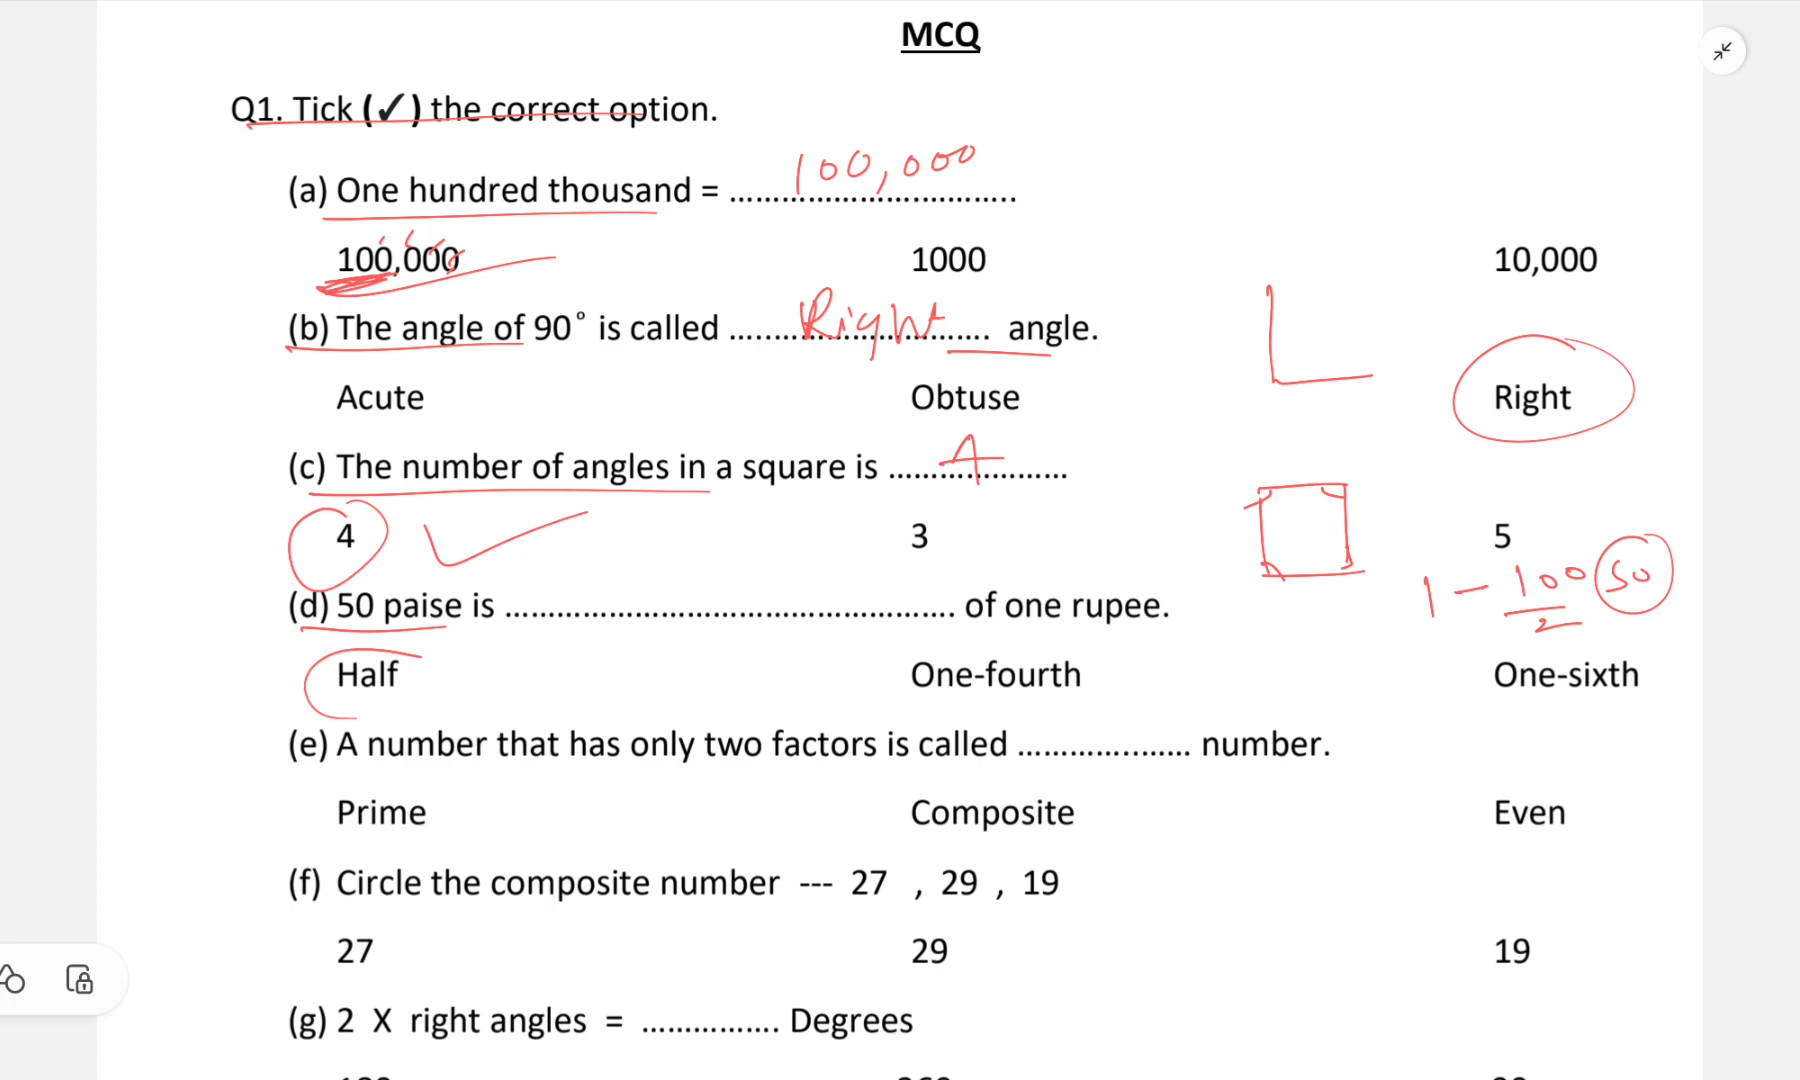 MCQ
Q1. Tick (✓) the correct option.
(a) One hundred thousand = .................................. 100,000
100,000 1000 10,000
(b) The angle of 90° is called .......... Right .......... angle.
Acute Obtuse Right
(c) The number of angles in a square is ..................... 4
4 3 5
1 - 100/2 50
(d) 50 paise is .................................................... of one rupee.
Half One-fourth One-sixth
(e) A number that has only two factors is called .................... number.
Prime Composite Even
(f) Circle the composite number --- 27 , 29 , 19
27 29 19
(g) 2 X right angles = ................ Degrees